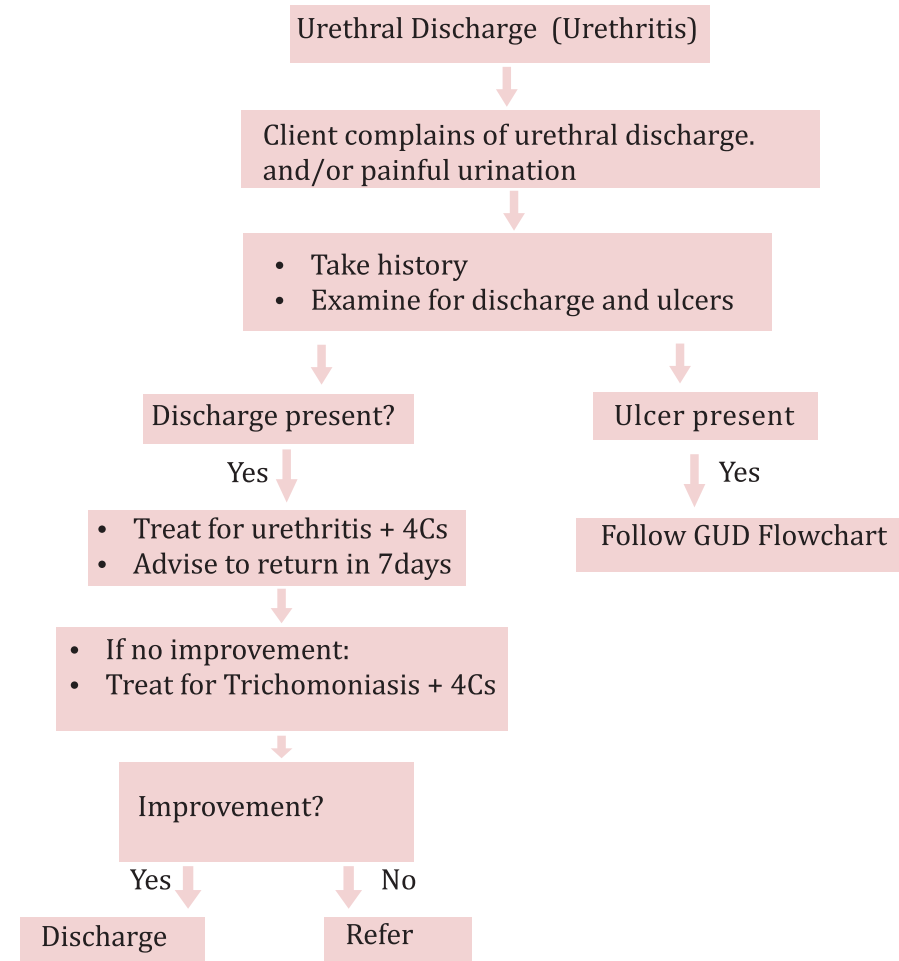 Urethral Discharge  (Urethritis)
Client complains of urethral discharge.
and/or painful urination
• Take history
• Examine for discharge and ulcers
Discharge present?
Ulcer present
Yes
Yes
• Treat for urethritis + 4Cs
• Advise to return in 7days
Follow GUD Flowchart
• If no improvement:
• Treat for Trichomoniasis + 4Cs
Improvement?
Yes
No
Discharge
Refer